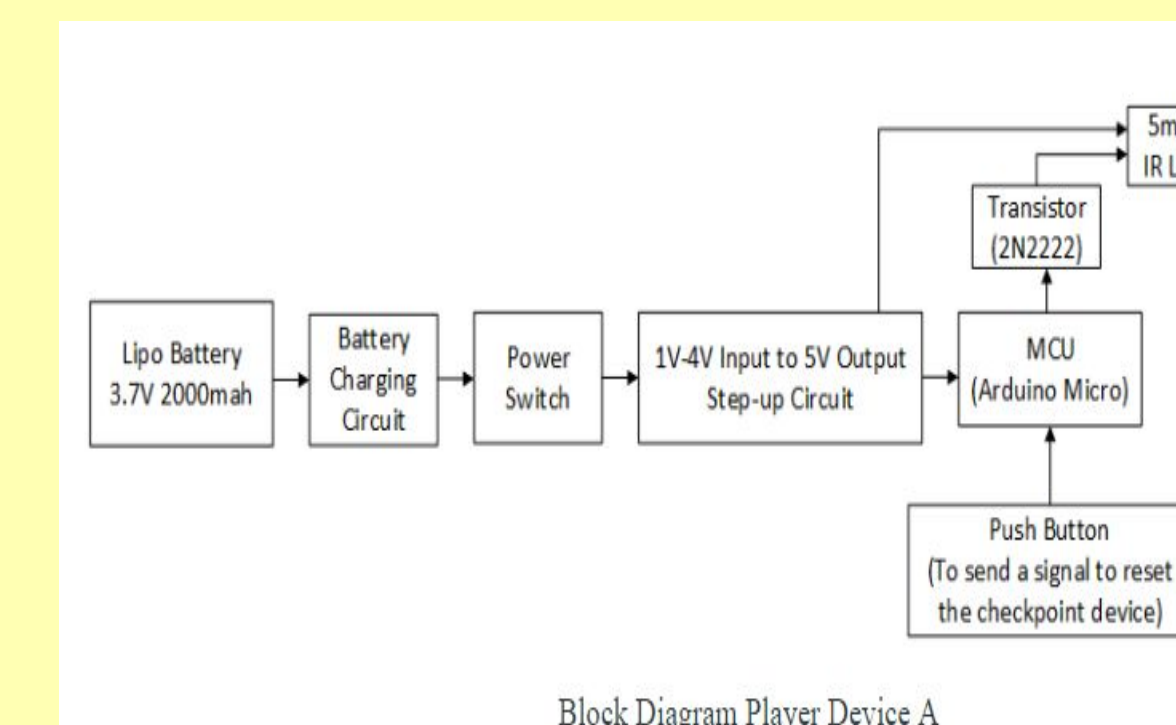 5m
IR L
Transistor
(2N2222)
Lipo Battery
3.7V 2000mah
Battery
Charging
Circuit
Power
Switch
1V-4V Input to 5V Output
Step-up Circuit
MCU
(Arduino Micro)
Push Button
(To send a signal to reset
the checkpoint device)
Block Diagram Player Device A